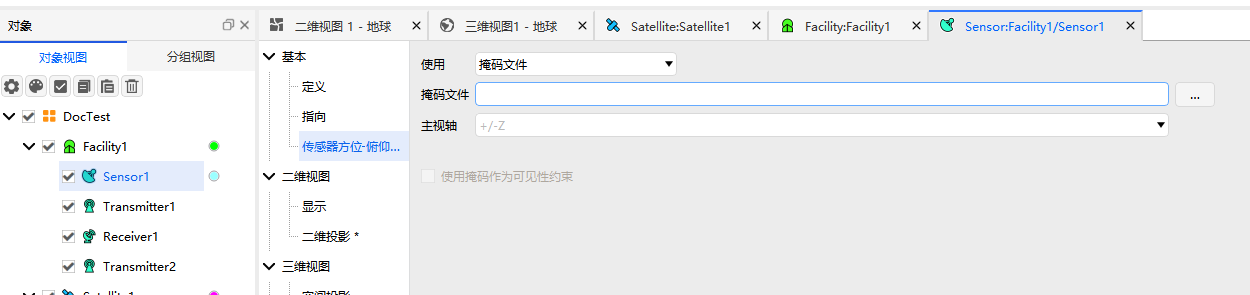 对象
对象视图 分组视图
DocTest
Facility1
Sensor1
Transmitter1
Receiver1
Transmitter2
二维视图 1 - 地球
三维视图1 - 地球
Satellite:Satellite1
Facility:Facility1
Sensor:Facility1/Sensor1
基本
定义
指向
传感器方位-俯仰...
二维视图
显示
二维投影 *
三维视图
使用 掩码文件
掩码文件 ...
主视轴 +/-Z
使用掩码作为可见性约束